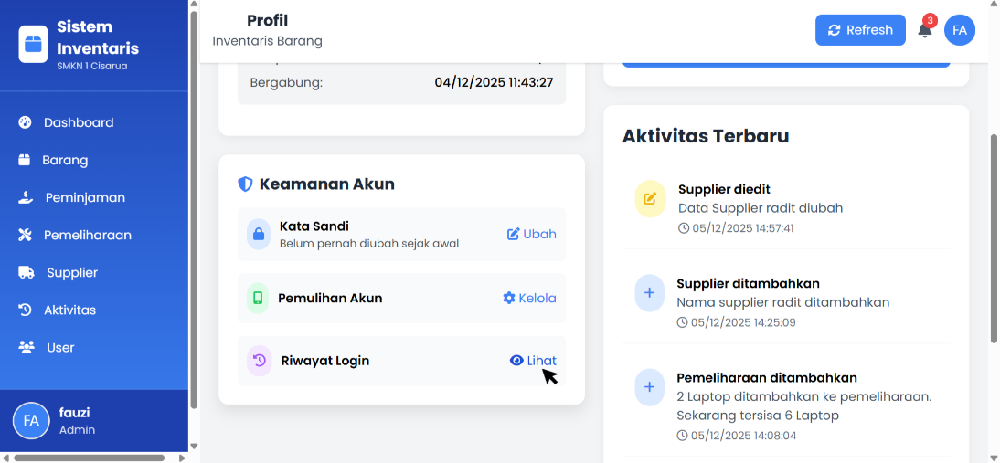 Sistem
Inventaris
SMKN 1 Cisarua
Dashboard
Barang
Peminjaman
Pemeliharaan
Supplier
Aktivitas
User
FA
fauzi
Admin
Profil
Inventaris Barang
Refresh
3
FA
Bergabung:
04/12/2025 11:43:27
Keamanan Akun
Kata Sandi
Belum pernah diubah sejak awal
Ubah
Pemulihan Akun
Kelola
Riwayat Login
Lihat
Aktivitas Terbaru
Supplier diedit
Data Supplier radit diubah
05/12/2025 14:57:41
Supplier ditambahkan
Nama supplier radit ditambahkan
05/12/2025 14:25:09
Pemeliharaan ditambahkan
2 Laptop ditambahkan ke pemeliharaan.
Sekarang tersisa 6 Laptop
05/12/2025 14:08:04